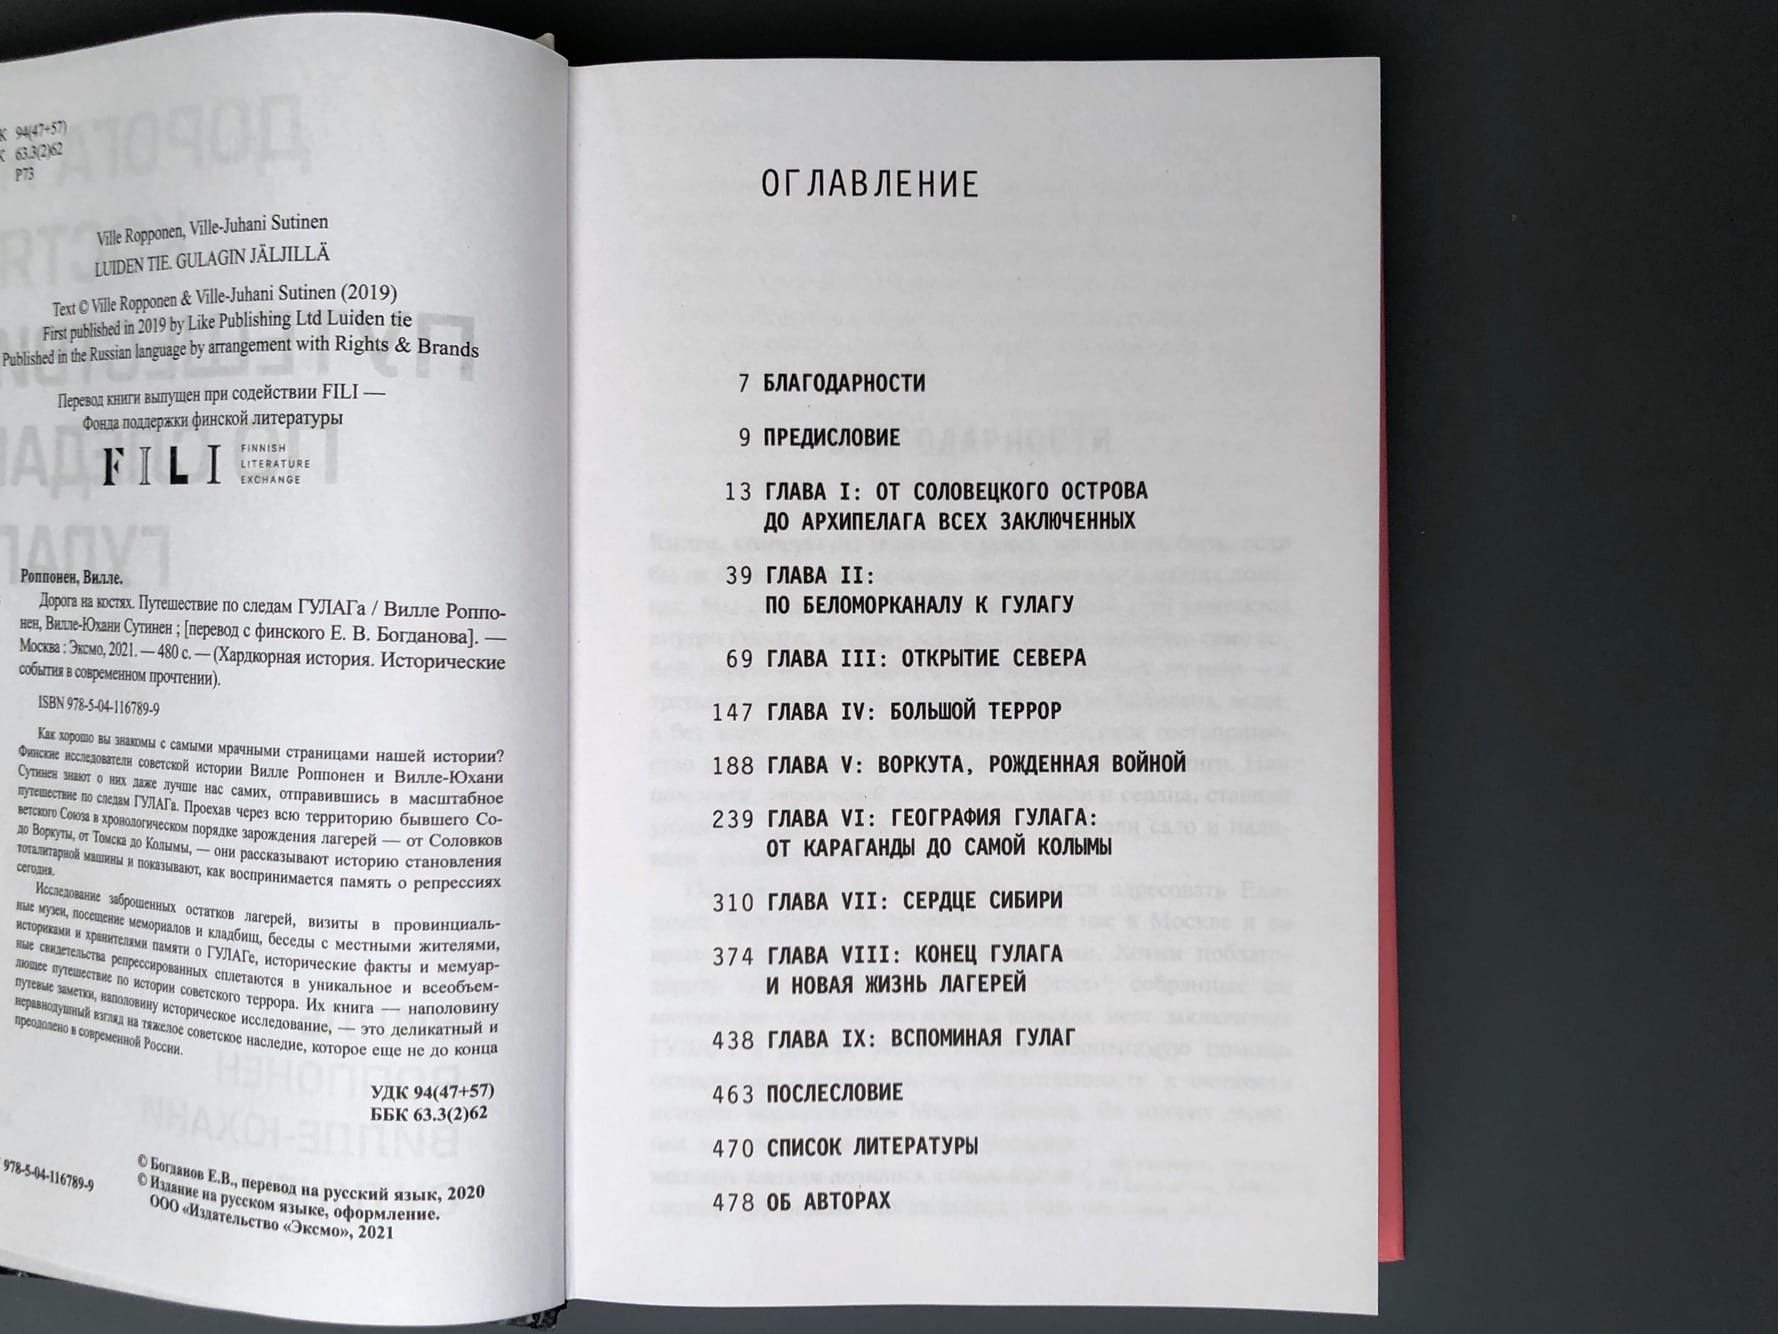 94(47+57)
63.3(2)62
Р73
Ville Ropponen, Ville-Juhani Sutinen
LUIDEN TIE. GULAGIN JÄLJILLÄ
Text © Ville Ropponen & Ville-Juhani Sutinen (2019)
First published in 2019 by Like Publishing Ltd Luiden tie
Published in the Russian language by arrangement with Rights & Brands
Перевод книги выпущен при содействии FILI —
Фонда поддержки финской литературы
FILI
FINNISH
LITERATURE
EXCHANGE
Роппонен, Вилле.
Дорога на костях. Путешествие по следам ГУЛАГа / Вилле Роппо-
нен, Вилле-Юхани Сутинен ; [перевод с финского Е. В. Богданова]. —
Москва : Эксмо, 2021. — 480 с. — (Хардкорная история. Исторические
события в современном прочтении).
ISBN 978-5-04-116789-9
Как хорошо вы знакомы с самыми мрачными страницами нашей истории?
Финские исследователи советской истории Вилле Роппонен и Вилле-Юхани
Сутинен знают о них даже лучше нас самих, отправившись в масштабное
путешествие по следам ГУЛАГа. Проехав через всю территорию бывшего Со-
ветского Союза в хронологическом порядке зарождения лагерей — от Соловков
до Воркуты, от Томска до Колымы, — они рассказывают историю становления
тоталитарной машины и показывают, как воспринимается память о репрессиях
сегодня.
Исследование заброшенных остатков лагерей, визиты в провинциаль-
ные музеи, посещение мемориалов и кладбищ, беседы с местными жителями,
историками и хранителями памяти о ГУЛАГе, исторические факты и мемуар-
ные свидетельства репрессированных сплетаются в уникальное и всеобъем-
лющее путешествие по истории советского террора. Их книга — наполовину
путевые заметки, наполовину историческое исследование, — это деликатный и
неравнодушный взгляд на тяжелое советское наследие, которое еще не до конца
преодолено в современной России.
УДК 94(47+57)
ББК 63.3(2)62
978-5-04-116789-9
© Богданов Е.В., перевод на русский язык, 2020
© Издание на русском языке, оформление.
ООО «Издательство «Эксмо», 2021
ОГЛАВЛЕНИЕ
7 БЛАГОДАРНОСТИ
9 ПРЕДИСЛОВИЕ
13 ГЛАВА I: ОТ СОЛОВЕЦКОГО ОСТРОВА
ДО АРХИПЕЛАГА ВСЕХ ЗАКЛЮЧЕННЫХ
39 ГЛАВА II:
ПО БЕЛОМОРКАНАЛУ К ГУЛАГУ
69 ГЛАВА III: ОТКРЫТИЕ СЕВЕРА
147 ГЛАВА IV: БОЛЬШОЙ ТЕРРОР
188 ГЛАВА V: ВОРКУТА, РОЖДЕННАЯ ВОЙНОЙ
239 ГЛАВА VI: ГЕОГРАФИЯ ГУЛАГА:
ОТ КАРАГАНДЫ ДО САМОЙ КОЛЫМЫ
310 ГЛАВА VII: СЕРДЦЕ СИБИРИ
374 ГЛАВА VIII: КОНЕЦ ГУЛАГА
И НОВАЯ ЖИЗНЬ ЛАГЕРЕЙ
438 ГЛАВА IX: ВСПОМИНАЯ ГУЛАГ
463 ПОСЛЕСЛОВИЕ
470 СПИСОК ЛИТЕРАТУРЫ
478 ОБ АВТОРАХ